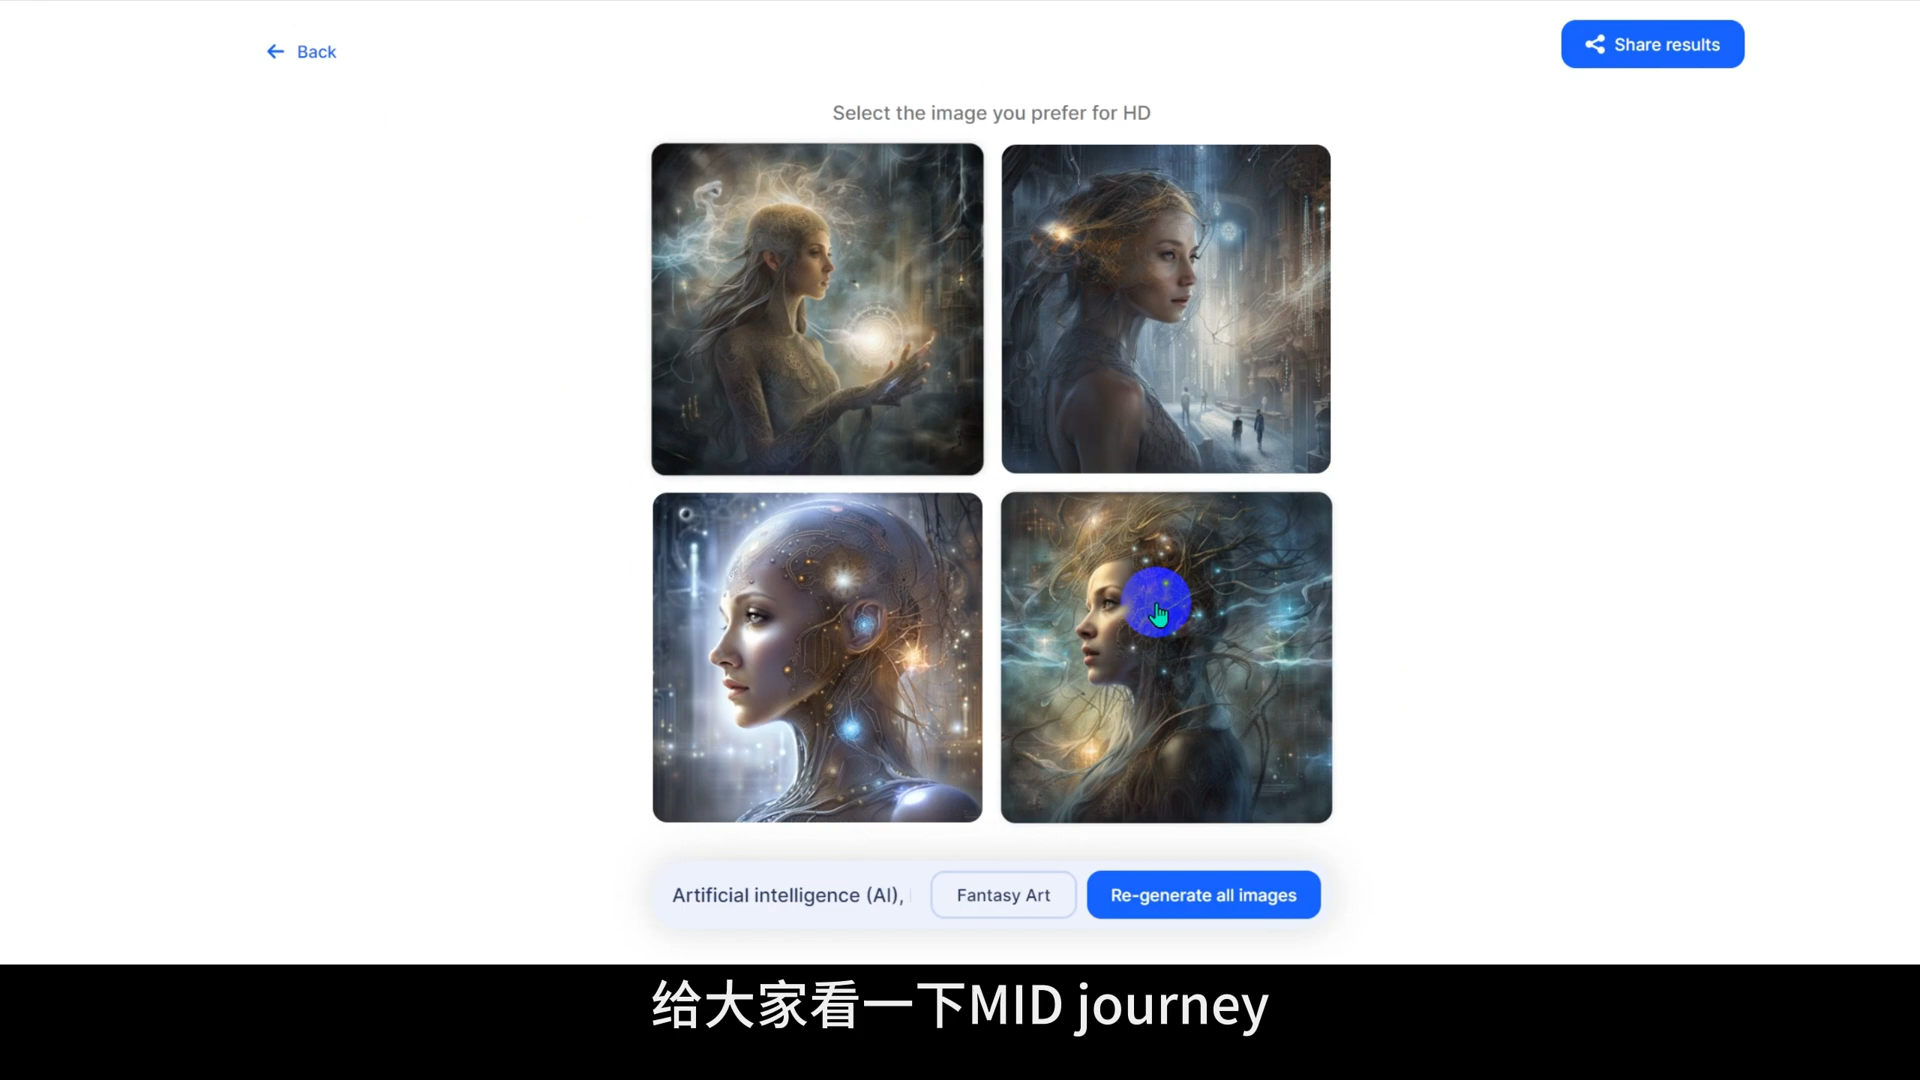 Back
Share results
Select the image you prefer for HD
Artificial intelligence (AI),
Fantasy Art
Re-generate all images
给大家看一下MID journey